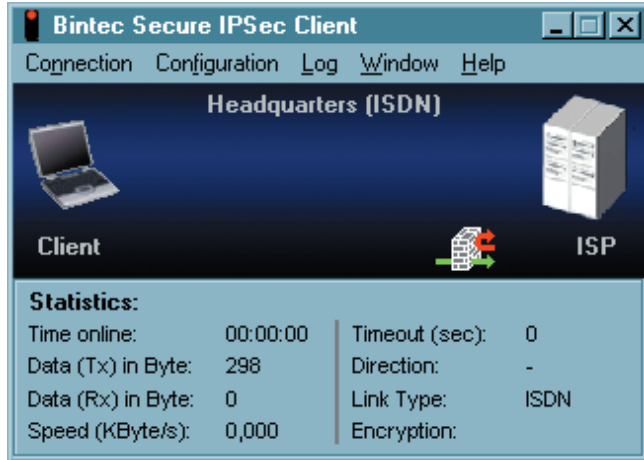 Bintec Secure IPSec Client
Connection Configuration Log Window Help
Headquarters (ISDN)
Client ISP
Statistics:
Time online: 00:00:00 Timeout (sec): 0
Data (Tx) in Byte: 298 Direction: -
Data (Rx) in Byte: 0 Link Type: ISDN
Speed (KByte/s): 0,000 Encryption: